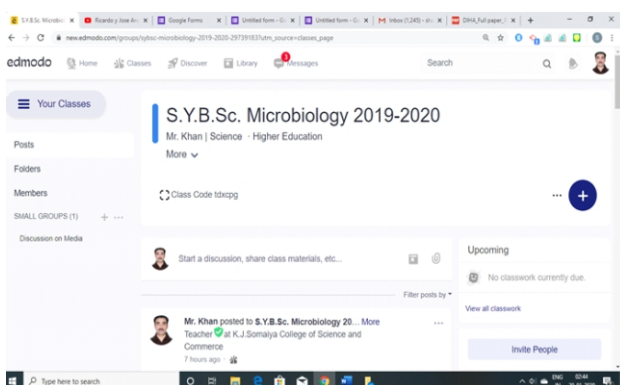 S.Y.B.Sc. Microbiolo
Ricardo y Jose Ar
Google Forms
Untitled form - G
Untitled form - G
Inbox (1,245) - sh
DIHA_Full paper_
new.edmodo.com/groups/sybsc-microbiology-2019-2020-29739183?utm_source=classes_page
edmodo
Home
Classes
Discover
Library
3
Messages
Search
Your Classes
S.Y.B.Sc. Microbiology 2019-2020
Mr. Khan | Science · Higher Education
More
Posts
Folders
Members
Class Code tdxcpg
SMALL GROUPS (1)
Discussion on Media
Start a discussion, share class materials, etc...
Filter posts by
Upcoming
No classwork currently due.
View all classwork
Invite People
Mr. Khan posted to S.Y.B.Sc. Microbiology 20... More
Teacher at K.J.Somaiya College of Science and
Commerce
7 hours ago
Type here to search
ENG
02:44